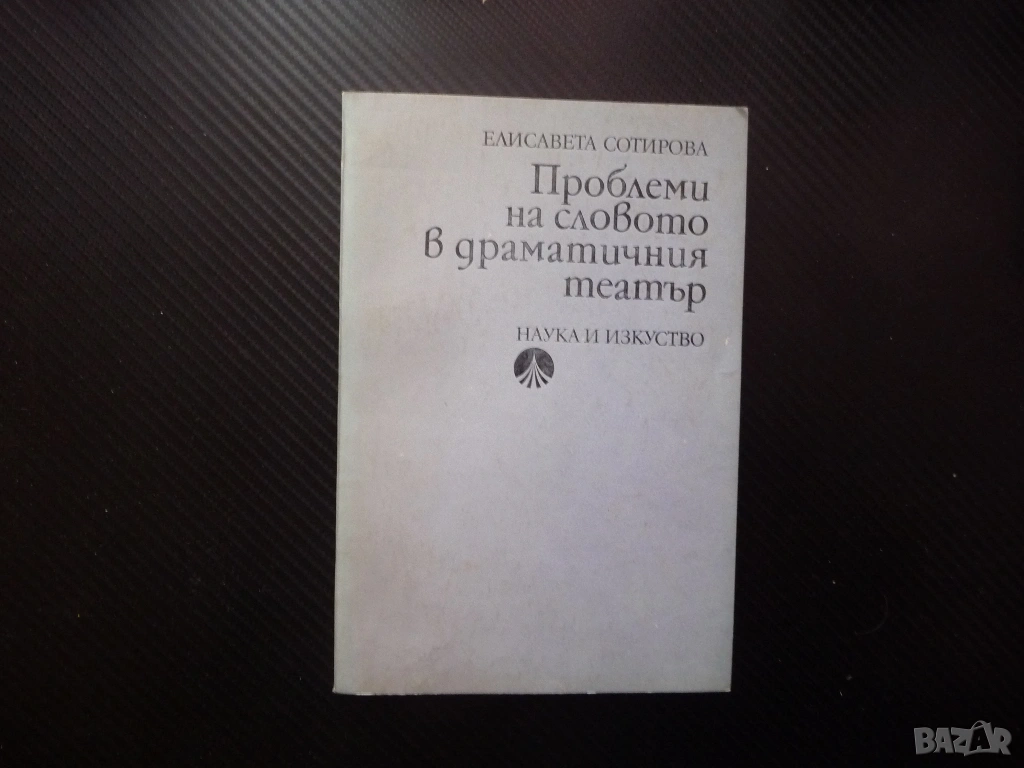 ЕЛИСАВЕТА СОТИРОВА
Проблеми
на словото
в драматичния
театър
НАУКА И ИЗКУСТВО
BAZAR